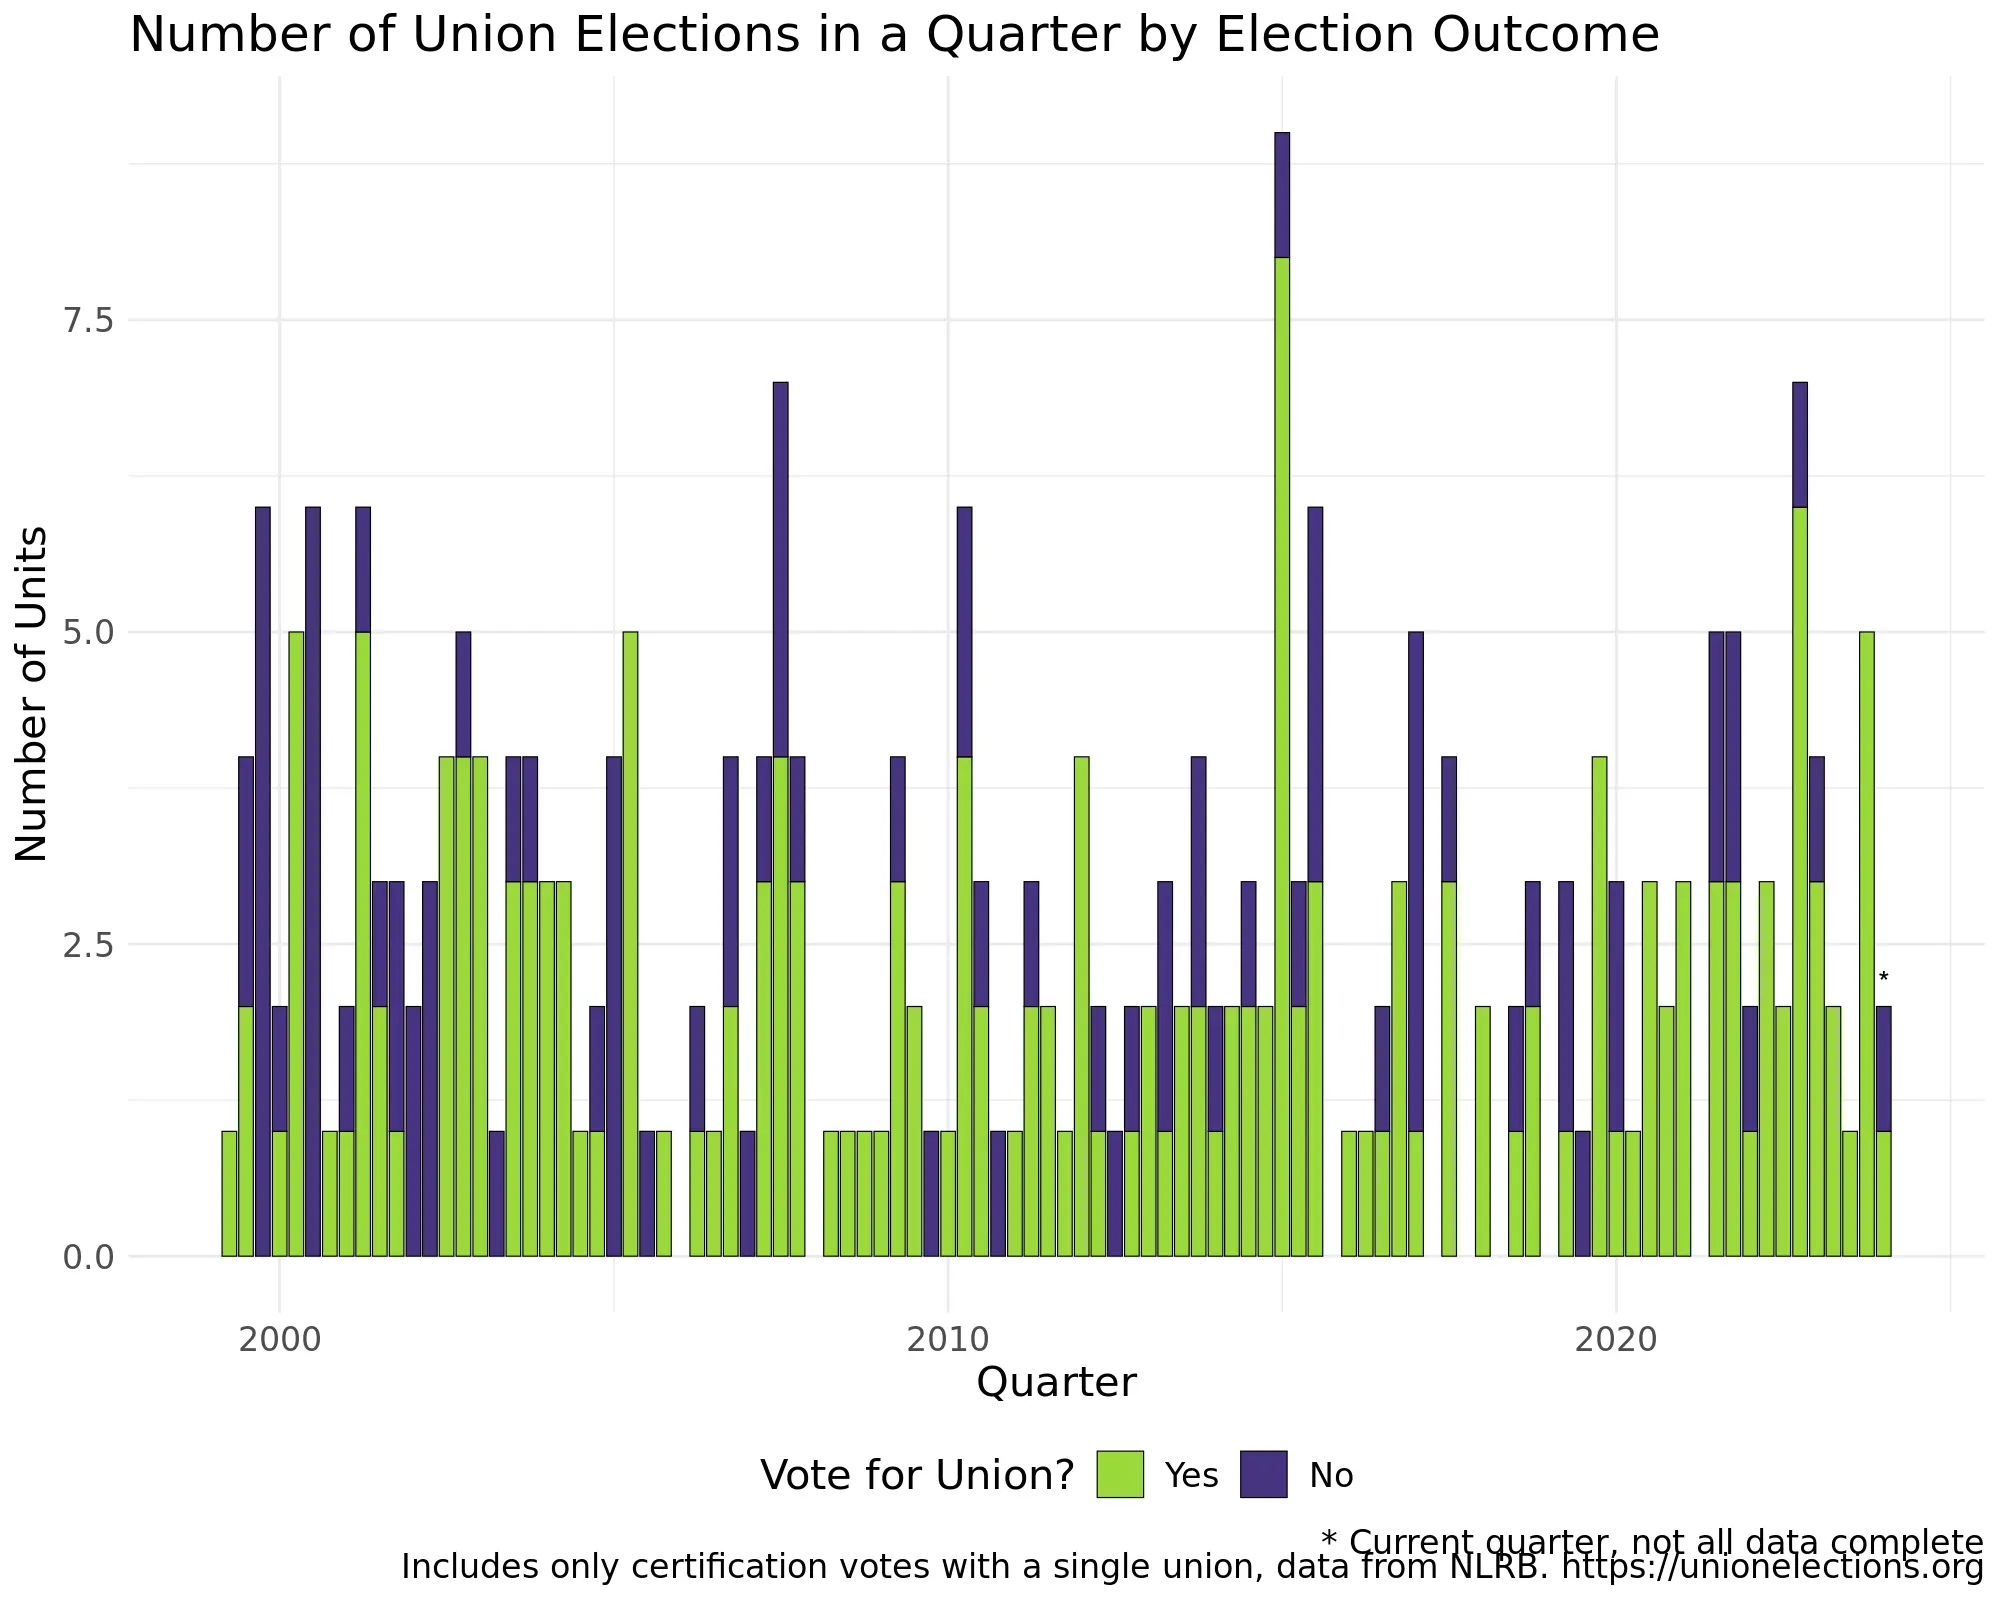 Number of Union Elections in a Quarter by Election Outcome
Number of Units
7.5
5.0
2.5
0.0
*
2000 2010 2020
Quarter
Vote for Union? Yes No
* Current quarter, not all data complete
Includes only certification votes with a single union, data from NLRB. https://unionelections.org